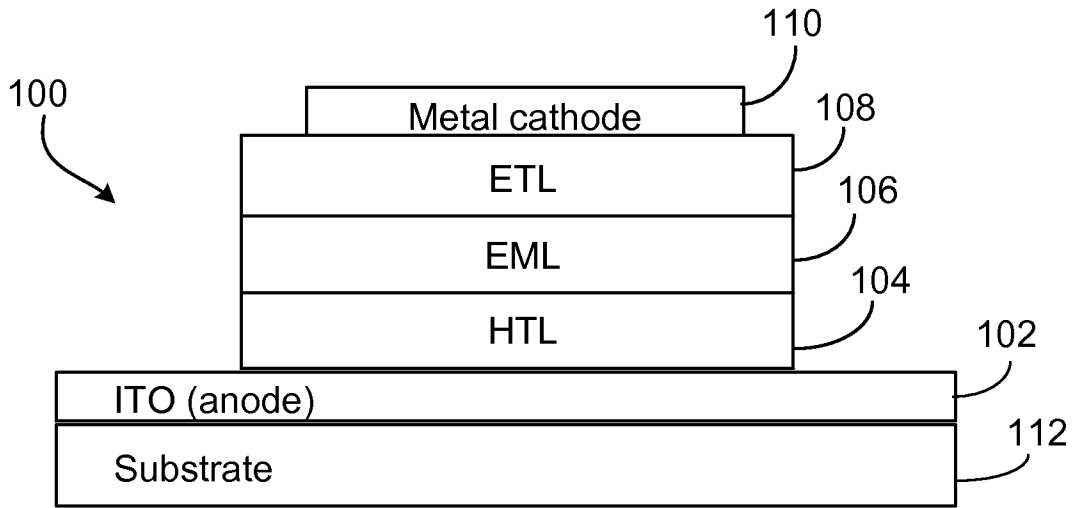 110
100
Metal cathode
108
ETL
106
EML
104
HTL
102
ITO (anode)
112
Substrate